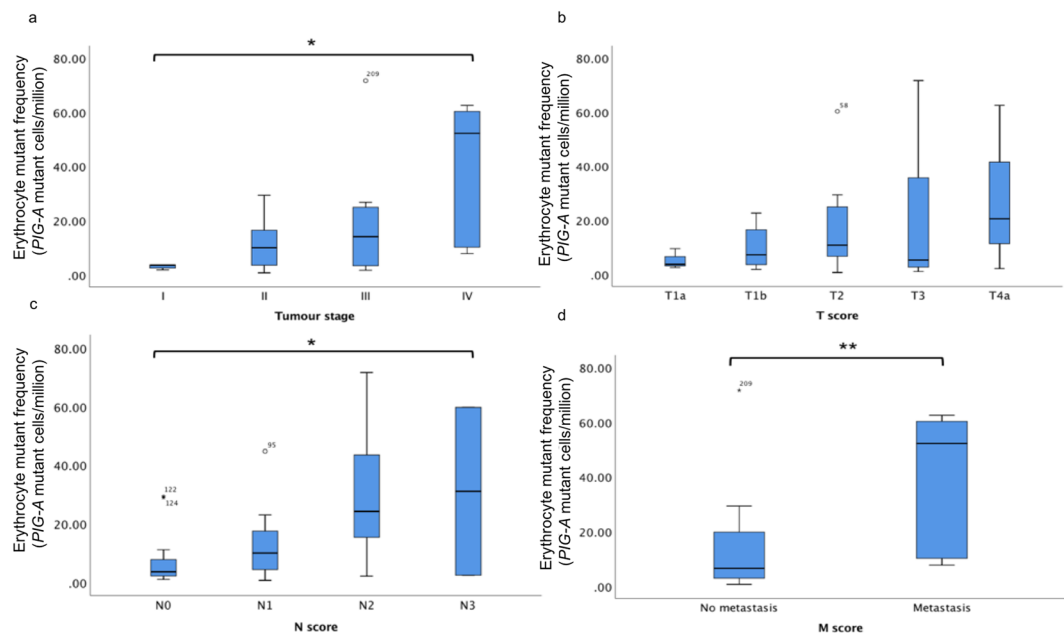 a
Erythrocyte mutant frequency
(PIG-A mutant cells/million)
80.00
60.00
40.00
20.00
.00
*
209
I II III IV
Tumour stage
b
Erythrocyte mutant frequency
(PIG-A mutant cells/million)
80.00
60.00
40.00
20.00
.00
58
T1a T1b T2 T3 T4a
T score
c
Erythrocyte mutant frequency
(PIG-A mutant cells/million)
80.00
60.00
40.00
20.00
.00
*
122
124
95
N0 N1 N2 N3
N score
d
Erythrocyte mutant frequency
(PIG-A mutant cells/million)
80.00
60.00
40.00
20.00
.00
**
209
No metastasis Metastasis
M score